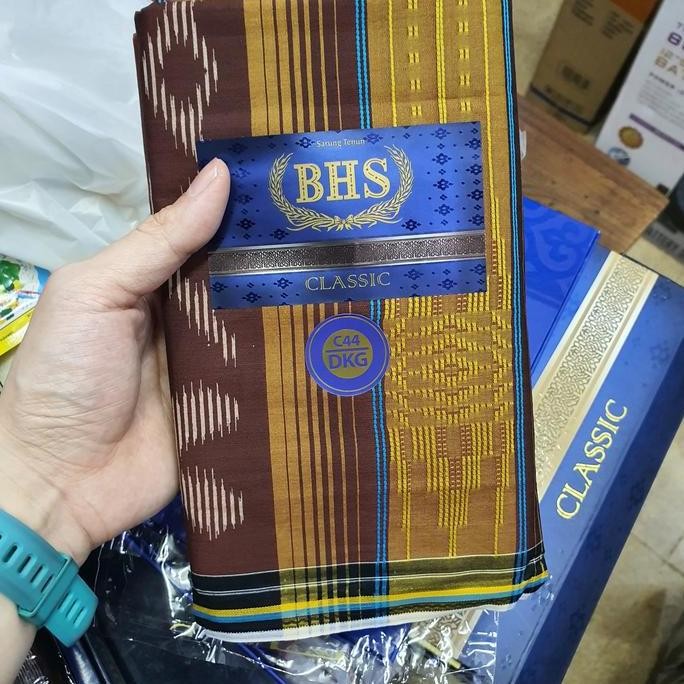 Sarung Tenun
BHS
CLASSIC
C44
DKG
CLASSIC